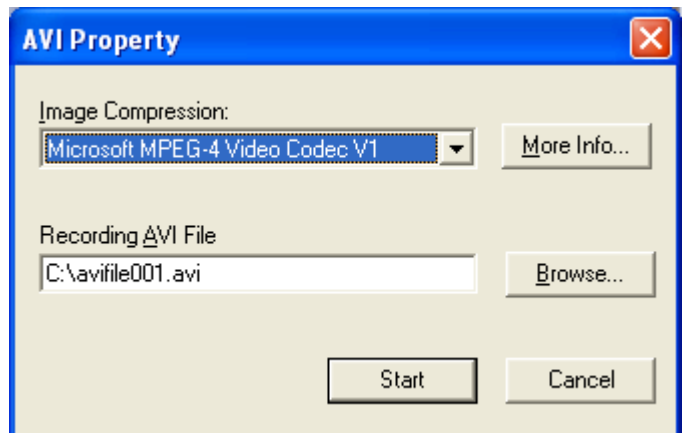 AVI Property
Image Compression:
Microsoft MPEG-4 Video Codec V1
More Info...
Recording AVI File
C:\avifile001.avi
Browse...
Start
Cancel